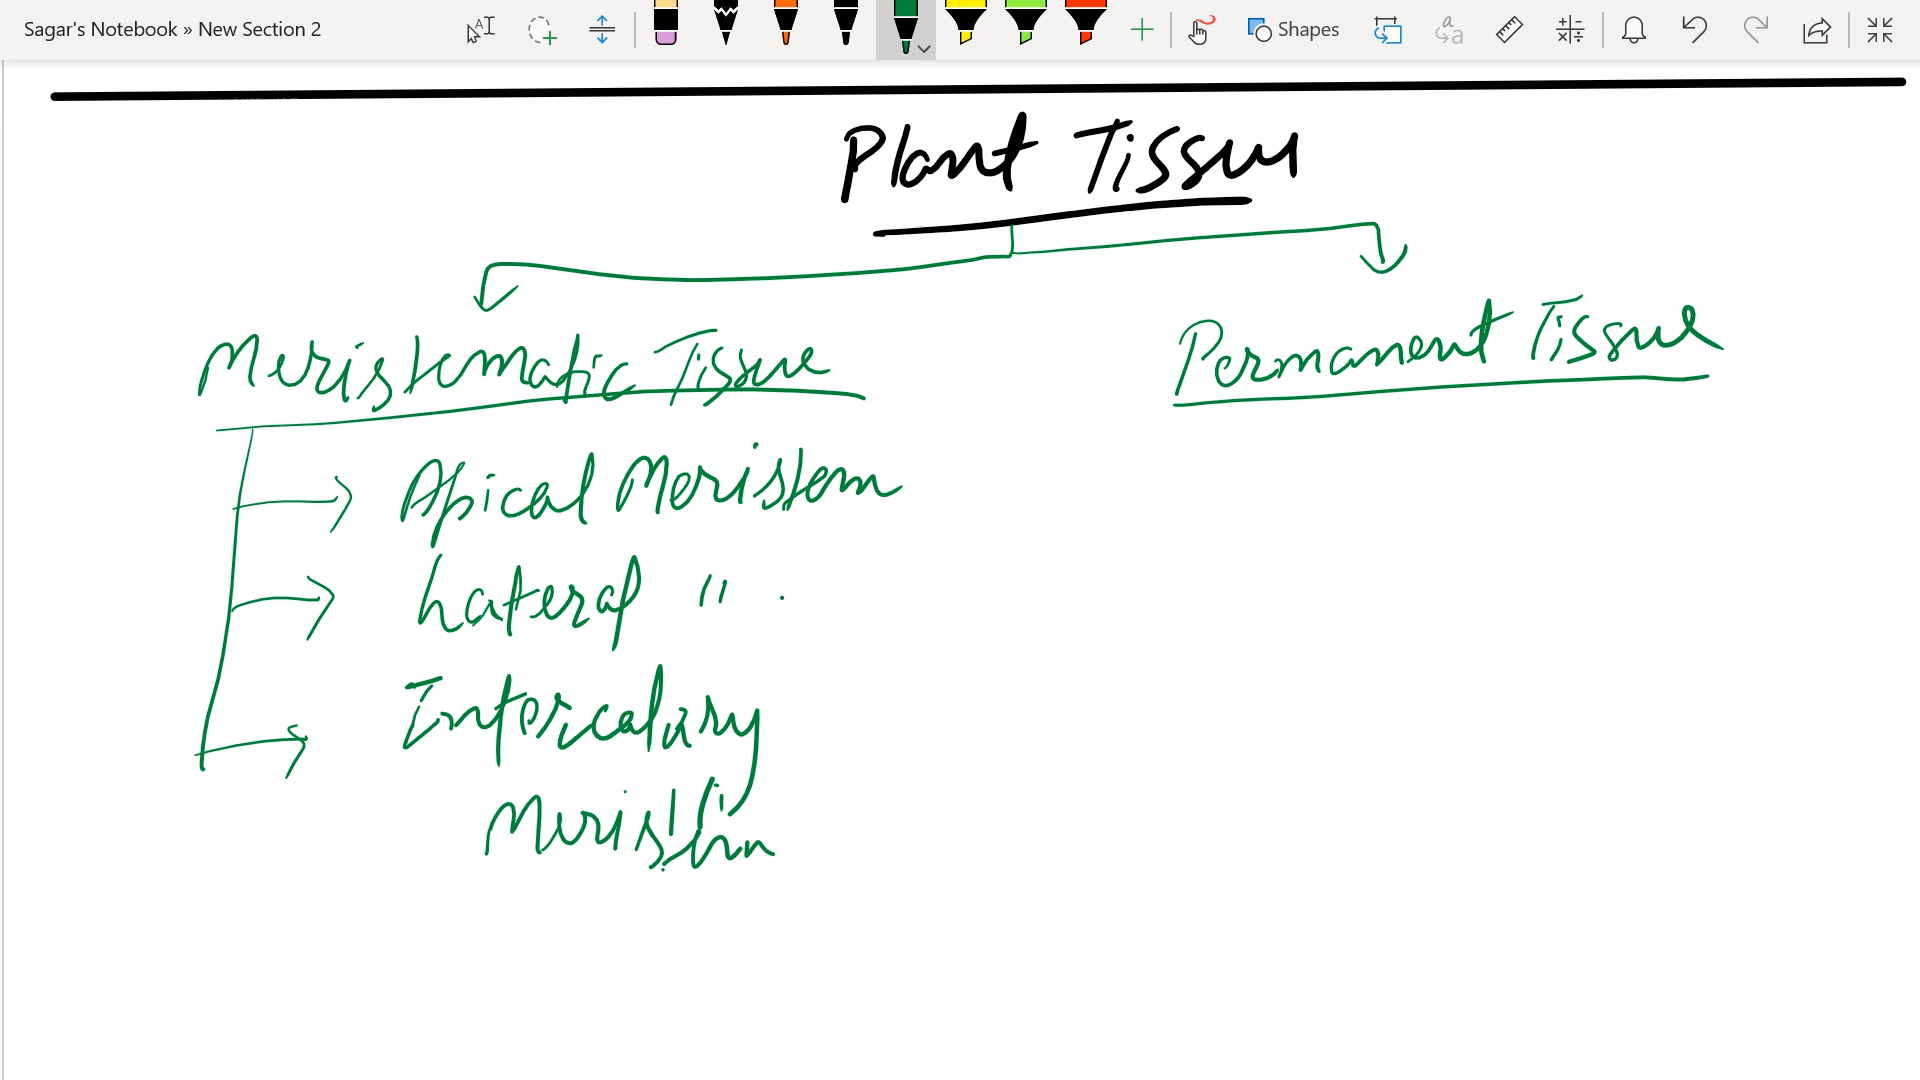 Sagar's Notebook » New Section 2
Shapes
Plant Tissue
Meristematic Tissue
Permanent Tissue
Apical Meristem
Lateral " .
Intercalary
Meristem